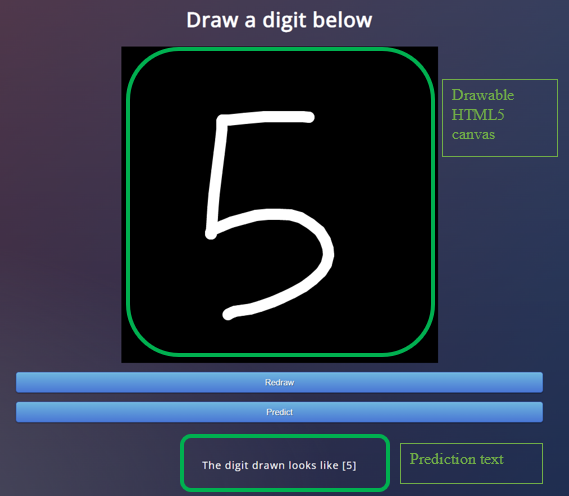 Draw a digit below
Drawable
HTML5
canvas
5
Redraw
Predict
The digit drawn looks like [5]
Prediction text